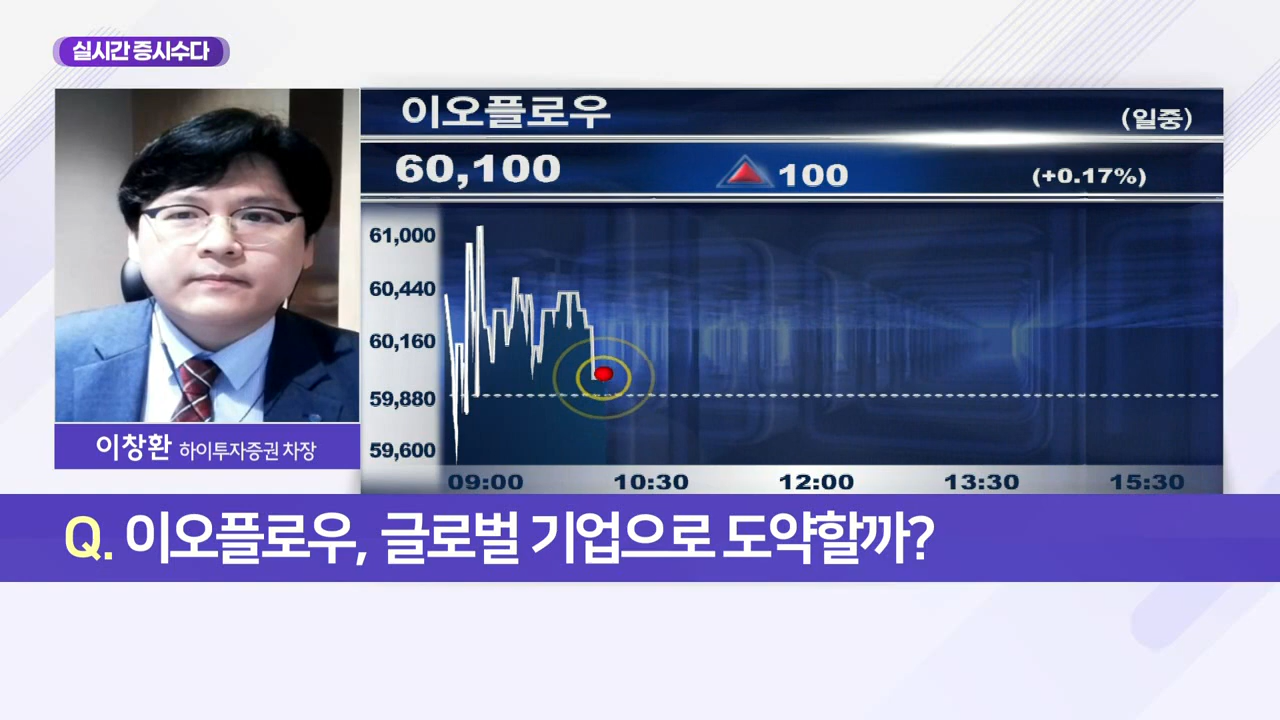 실시간 증시수다
이오플로우
(일중)
60,100 ▲ 100 (+0.17%)
61,000
60,440
60,160
59,880
59,600
09:00 10:30 12:00 13:30 15:30
이창환 하이투자증권 차장
Q. 이오플로우, 글로벌 기업으로 도약할까?